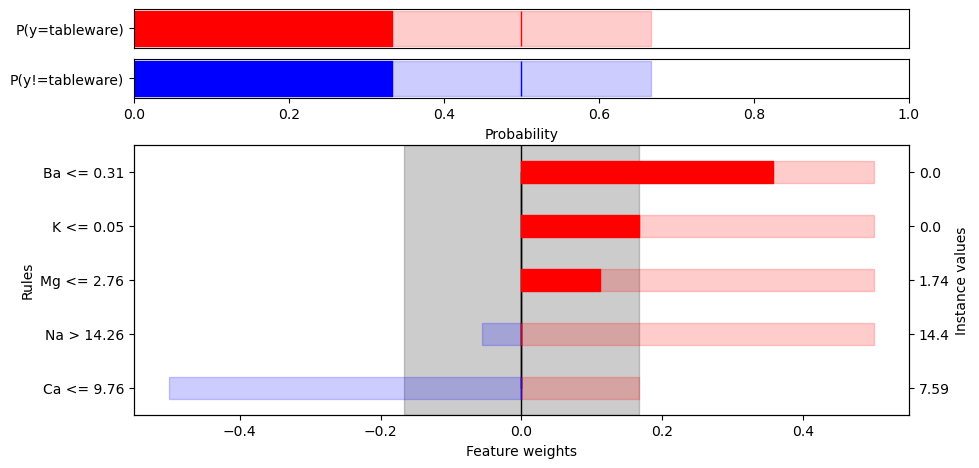 P(y=tableware)
P(y!=tableware)
0.0 0.2 0.4 0.6 0.8 1.0
Probability
Rules
Ba <= 0.31 0.0
K <= 0.05 0.0
Mg <= 2.76 1.74
Na > 14.26 14.4
Ca <= 9.76 7.59
Instance values
−0.4 −0.2 0.0 0.2 0.4
Feature weights